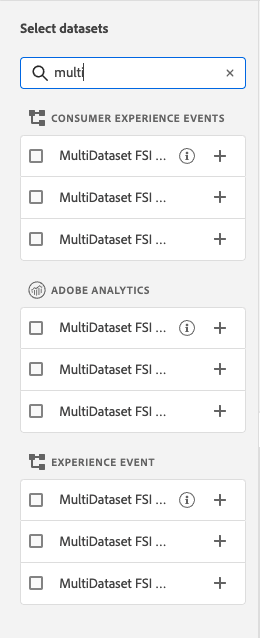 Select datasets
multi
CONSUMER EXPERIENCE EVENTS
MultiDataset FSI ...
MultiDataset FSI ...
MultiDataset FSI ...
ADOBE ANALYTICS
MultiDataset FSI ...
MultiDataset FSI ...
MultiDataset FSI ...
EXPERIENCE EVENT
MultiDataset FSI ...
MultiDataset FSI ...
MultiDataset FSI ...